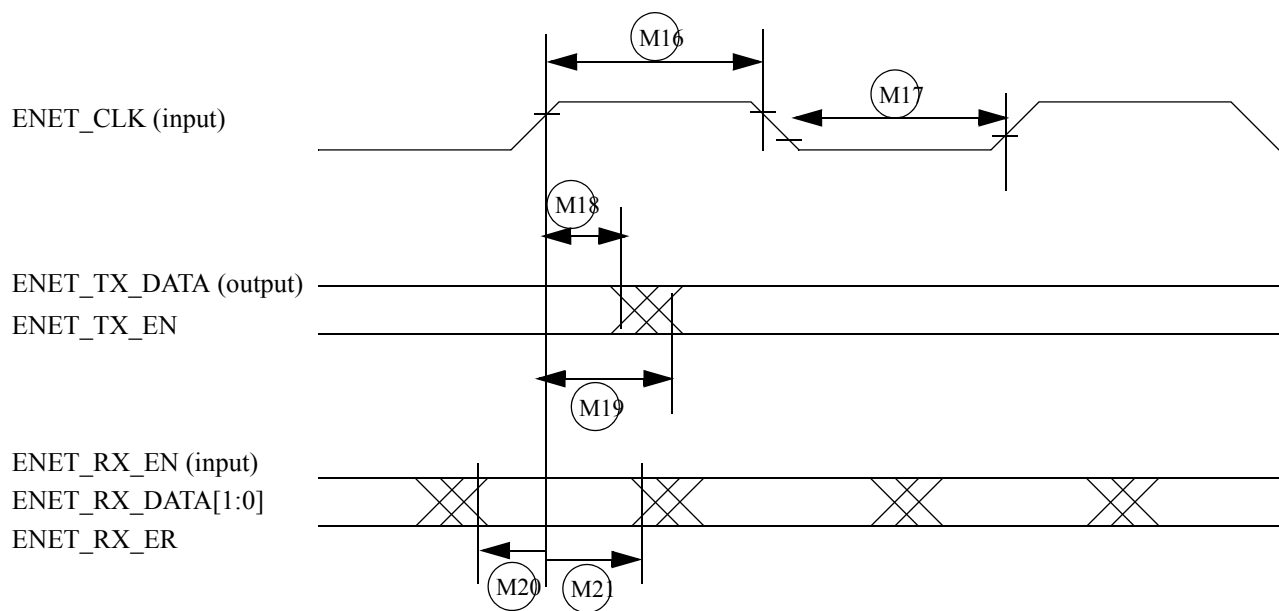 M16
M17
ENET_CLK (input)
M18
ENET_TX_DATA (output)
ENET_TX_EN
M19
ENET_RX_EN (input)
ENET_RX_DATA[1:0]
ENET_RX_ER
M20
M21